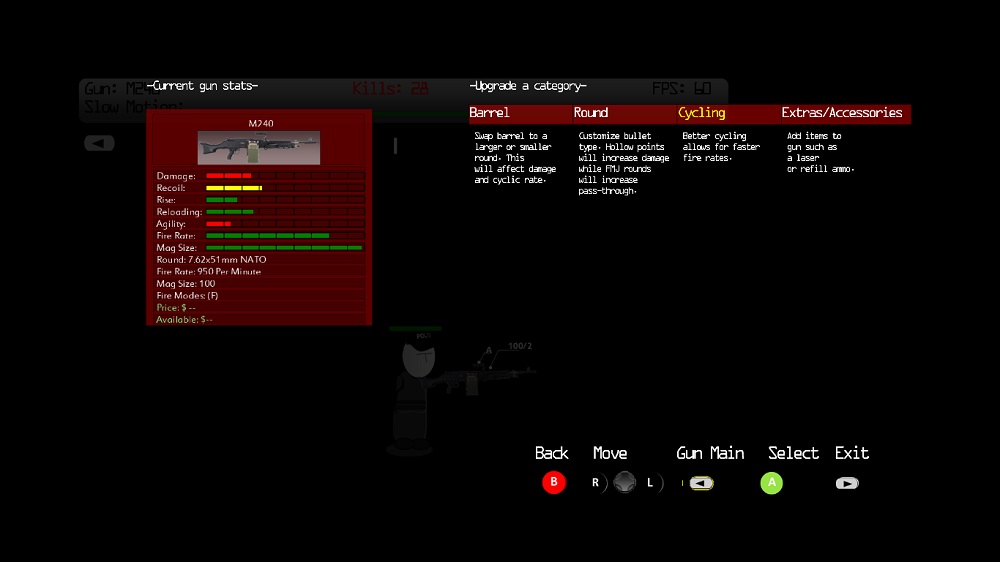 Gun: M240
Kills: 28
FPS: 60
Slow Motion:
-Current gun stats-
M240
Damage:
Recoil:
Rise:
Reloading:
Agility:
Fire Rate:
Mag Size:
Round: 7.62x51mm NATO
Fire Rate: 950 Per Minute
Mag Size: 100
Fire Modes: (F)
Price: $ --
Available: $--
-Upgrade a category-
Barrel
Swap barrel to a
larger or smaller
round. This
will affect damage
and cyclic rate.
Round
Customize bullet
type. Hollow points
will increase damage
while FMJ rounds
will increase
pass-through.
Cycling
Better cycling
allows for faster
fire rates.
Extras/Accessories
Add items to
gun such as
a laser
or refill ammo.
A
100/2
Back
Move
Gun Main
Select
Exit
B
R
L
A